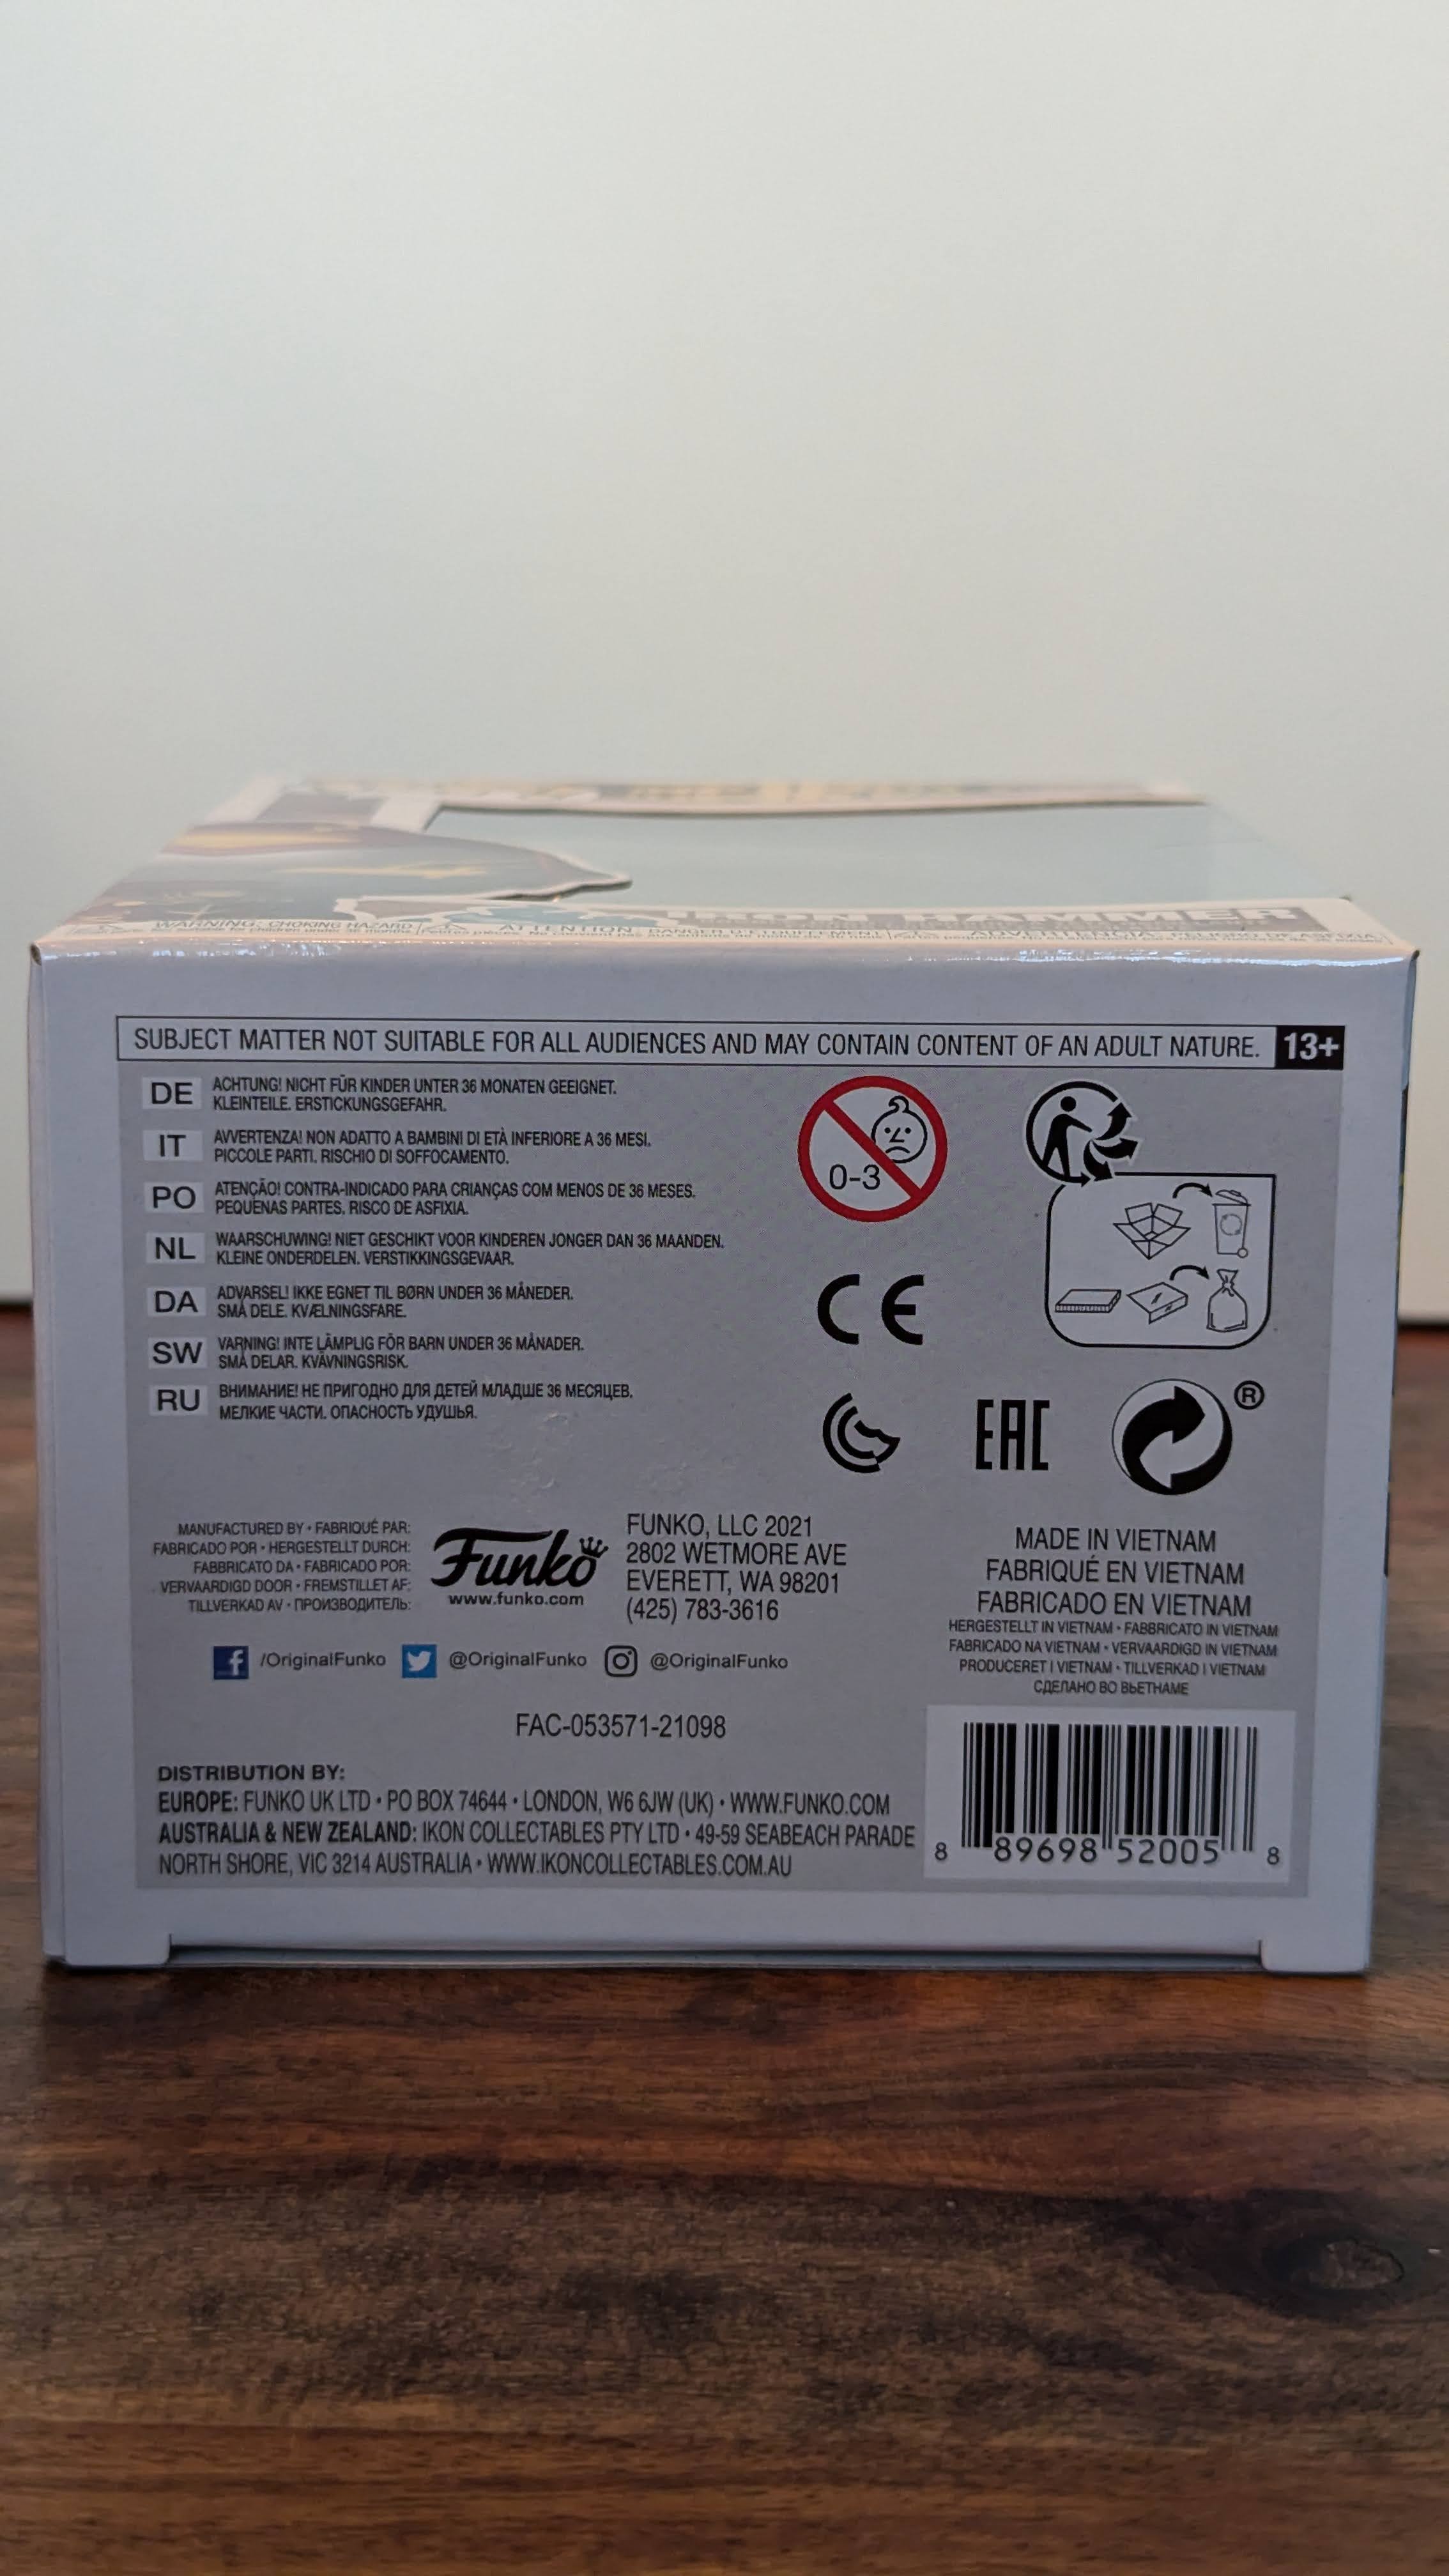 WARNING: CHOKING HAZARD
ATTENTION
IRON HAMMER
SUBJECT MATTER NOT SUITABLE FOR ALL AUDIENCES AND MAY CONTAIN CONTENT OF AN ADULT NATURE. 13+
DE ACHTUNG! NICHT FÜR KINDER UNTER 36 MONATEN GEEIGNET.
KLEINTEILE. ERSTICKUNGSGEFAHR.
IT AVVERTENZA! NON ADATTO A BAMBINI DI ETÀ INFERIORE A 36 MESI.
PICCOLE PARTI. RISCHIO DI SOFFOCAMENTO.
PO ATENÇÃO! CONTRA-INDICADO PARA CRIANÇAS COM MENOS DE 36 MESES.
PEQUENAS PARTES. RISCO DE ASFIXIA.
NL WAARSCHUWING! NIET GESCHIKT VOOR KINDEREN JONGER DAN 36 MAANDEN.
KLEINE ONDERDELEN. VERSTIKKINGSGEVAAR.
DA ADVARSEL! IKKE EGNET TIL BØRN UNDER 36 MÅNEDER.
SMÅ DELE. KVÆLNINGSFARE.
SW VARNING! INTE LÄMPLIG FÖR BARN UNDER 36 MÅNADER.
SMÅ DELAR. KVÄVNINGSRISK.
RU ВНИМАНИЕ! НЕ ПРИГОДНО ДЛЯ ДЕТЕЙ МЛАДШЕ 36 МЕСЯЦЕВ.
МЕЛКИЕ ЧАСТИ. ОПАСНОСТЬ УДУШЬЯ.
0-3
CE
EAC
®
MANUFACTURED BY • FABRIQUÉ PAR:
FABRICADO POR • HERGESTELLT DURCH:
FABBRICATO DA • FABRICADO POR:
VERVAARDIGD DOOR • FREMSTILLET AF:
TILLVERKAD AV • ПРОИЗВОДИТЕЛЬ:
Funko
www.funko.com
FUNKO, LLC 2021
2802 WETMORE AVE
EVERETT, WA 98201
(425) 783-3616
MADE IN VIETNAM
FABRIQUÉ EN VIETNAM
FABRICADO EN VIETNAM
HERGESTELLT IN VIETNAM • FABBRICATO IN VIETNAM
FABRICADO NA VIETNAM • VERVAARDIGD IN VIETNAM
PRODUCERET I VIETNAM • TILLVERKAD I VIETNAM
СДЕЛАНО ВО ВЬЕТНАМЕ
/OriginalFunko @OriginalFunko @OriginalFunko
FAC-053571-21098
DISTRIBUTION BY:
EUROPE: FUNKO UK LTD • PO BOX 74644 • LONDON, W6 6JW (UK) • WWW.FUNKO.COM
AUSTRALIA & NEW ZEALAND: IKON COLLECTABLES PTY LTD • 49-59 SEABEACH PARADE
NORTH SHORE, VIC 3214 AUSTRALIA • WWW.IKONCOLLECTABLES.COM.AU
8 89698 52005 8